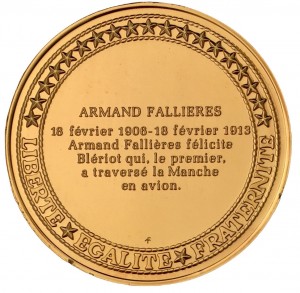 ARMAND FALLIERES
18 février 1906-18 février 1913
Armand Fallières félicite
Blériot qui, le premier,
a traversé la Manche
en avion.
LIBERTE ★ EGALITE ★ FRATERNITE